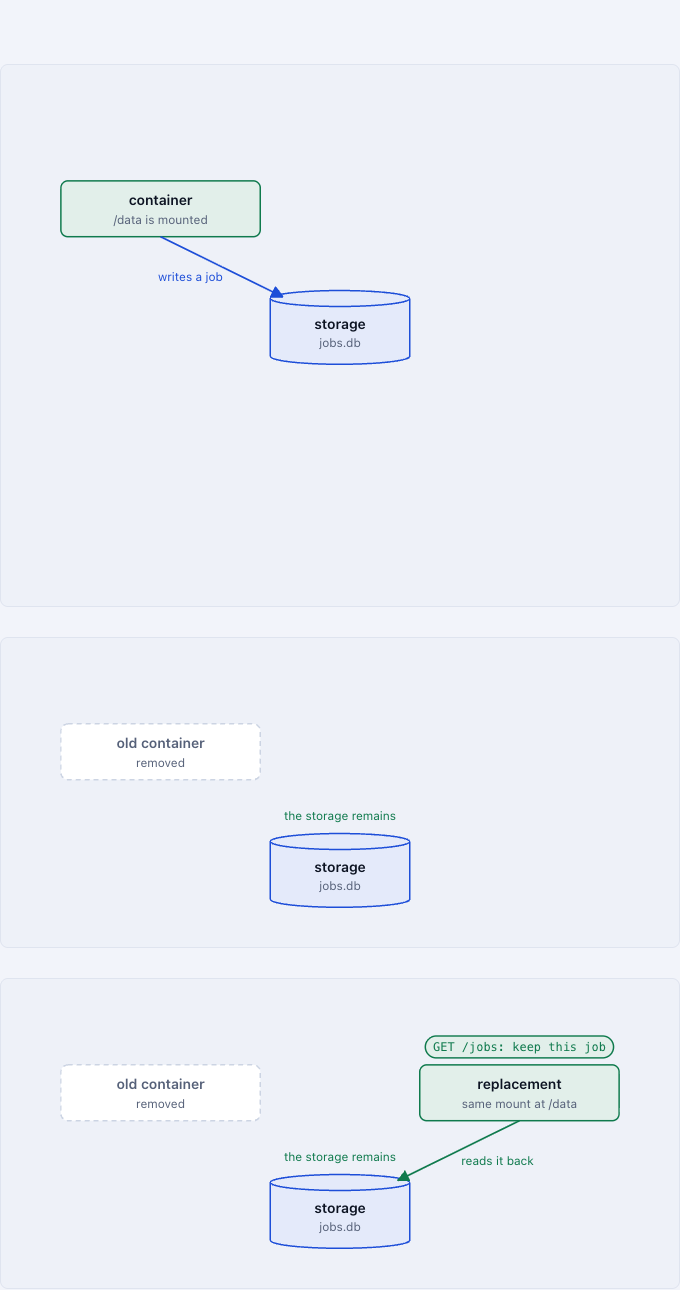 container
/data is mounted
writes a job
storage
jobs.db
old container
removed
the storage remains
storage
jobs.db
GET /jobs: keep this job
old container
removed
replacement
same mount at /data
the storage remains
reads it back
storage
jobs.db